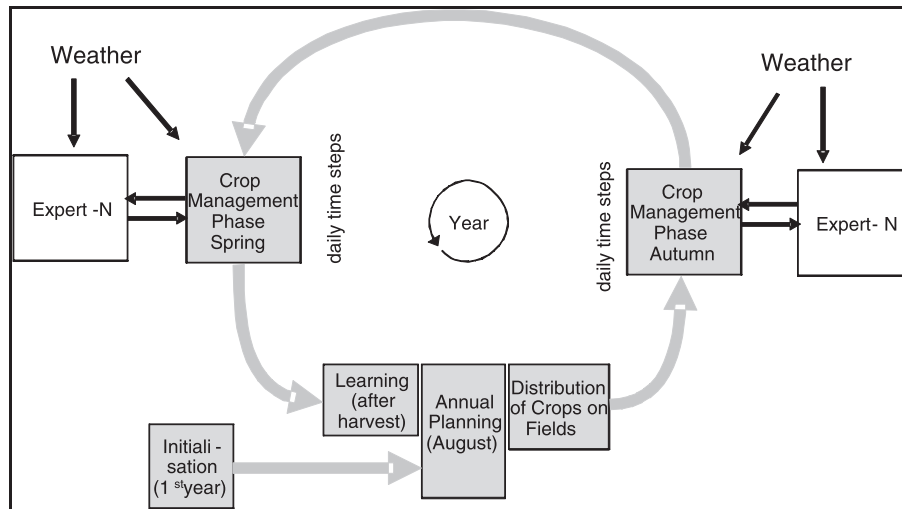 Weather
Weather
Expert -N
Crop
Management
Phase
Spring
daily time steps
Year
daily time steps
Crop
Management
Phase
Autumn
Expert- N
Learning
(after
harvest)
Annual
Planning
(August)
Distribution
of Crops on
Fields
Initiali -
sation
(1 st year)